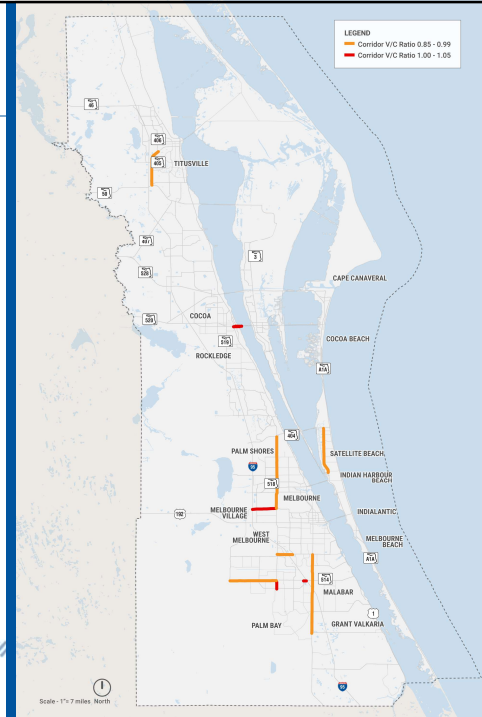 LEGEND
Corridor V/C Ratio 0.85 - 0.99
Corridor V/C Ratio 1.00 - 1.05
46
406
TITUSVILLE
405
50
407
3
528
CAPE CANAVERAL
COCOA
520
COCOA BEACH
519
ROCKLEDGE
A1A
404
PALM SHORES
SATELLITE BEACH
95
INDIAN HARBOUR
BEACH
518
MELBOURNE
MELBOURNE
VILLAGE
192
INDIALANTIC
WEST
MELBOURNE
MELBOURNE
BEACH
A1A
514
MALABAR
1
PALM BAY
GRANT VALKARIA
95
Scale - 1"= 7 miles North